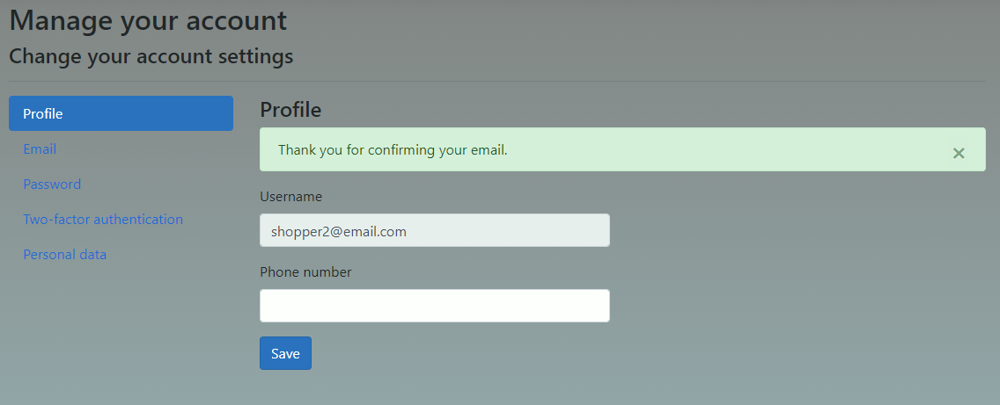 Manage your account
Change your account settings
Profile
Email
Password
Two-factor authentication
Personal data
Profile
Thank you for confirming your email.
×
Username
shopper2@email.com
Phone number
Save